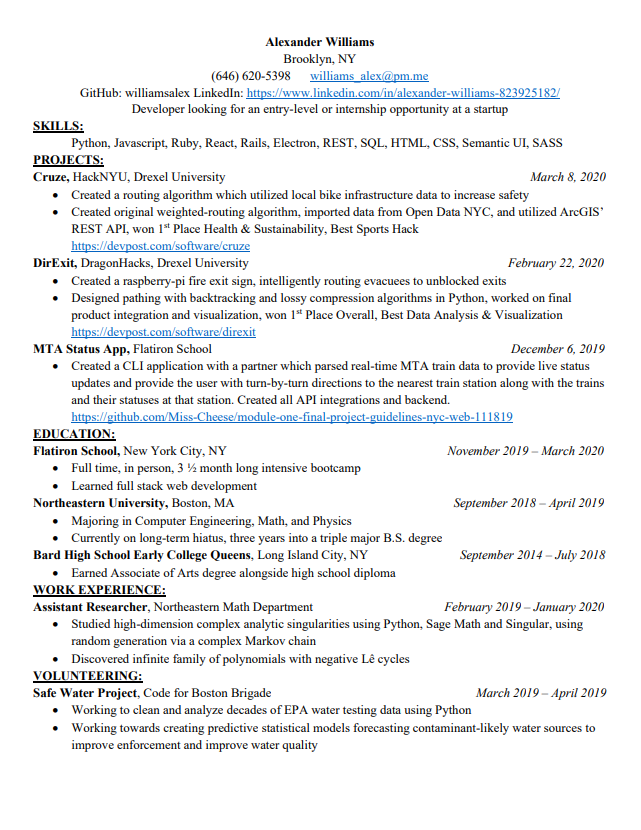 Alexander Williams
Brooklyn, NY
(646) 620-5398 williams_alex@pm.me
GitHub: williamsalex LinkedIn: https://www.linkedin.com/in/alexander-williams-823925182/
Developer looking for an entry-level or internship opportunity at a startup
SKILLS:
Python, Javascript, Ruby, React, Rails, Electron, REST, SQL, HTML, CSS, Semantic UI, SASS
PROJECTS:
Cruze, HackNYU, Drexel University March 8, 2020
• Created a routing algorithm which utilized local bike infrastructure data to increase safety
• Created original weighted-routing algorithm, imported data from Open Data NYC, and utilized ArcGIS’
REST API, won 1st Place Health & Sustainability, Best Sports Hack
https://devpost.com/software/cruze
DirExit, DragonHacks, Drexel University February 22, 2020
• Created a raspberry-pi fire exit sign, intelligently routing evacuees to unblocked exits
• Designed pathing with backtracking and lossy compression algorithms in Python, worked on final
product integration and visualization, won 1st Place Overall, Best Data Analysis & Visualization
https://devpost.com/software/direxit
MTA Status App, Flatiron School December 6, 2019
• Created a CLI application with a partner which parsed real-time MTA train data to provide live status
updates and provide the user with turn-by-turn directions to the nearest train station along with the trains
and their statuses at that station. Created all API integrations and backend.
https://github.com/Miss-Cheese/module-one-final-project-guidelines-nyc-web-111819
EDUCATION:
Flatiron School, New York City, NY November 2019 – March 2020
• Full time, in person, 3 ½ month long intensive bootcamp
• Learned full stack web development
Northeastern University, Boston, MA September 2018 – April 2019
• Majoring in Computer Engineering, Math, and Physics
• Currently on long-term hiatus, three years into a triple major B.S. degree
Bard High School Early College Queens, Long Island City, NY September 2014 – July 2018
• Earned Associate of Arts degree alongside high school diploma
WORK EXPERIENCE:
Assistant Researcher, Northeastern Math Department February 2019 – January 2020
• Studied high-dimension complex analytic singularities using Python, Sage Math and Singular, using
random generation via a complex Markov chain
• Discovered infinite family of polynomials with negative Lê cycles
VOLUNTEERING:
Safe Water Project, Code for Boston Brigade March 2019 – April 2019
• Working to clean and analyze decades of EPA water testing data using Python
• Working towards creating predictive statistical models forecasting contaminant-likely water sources to
improve enforcement and improve water quality